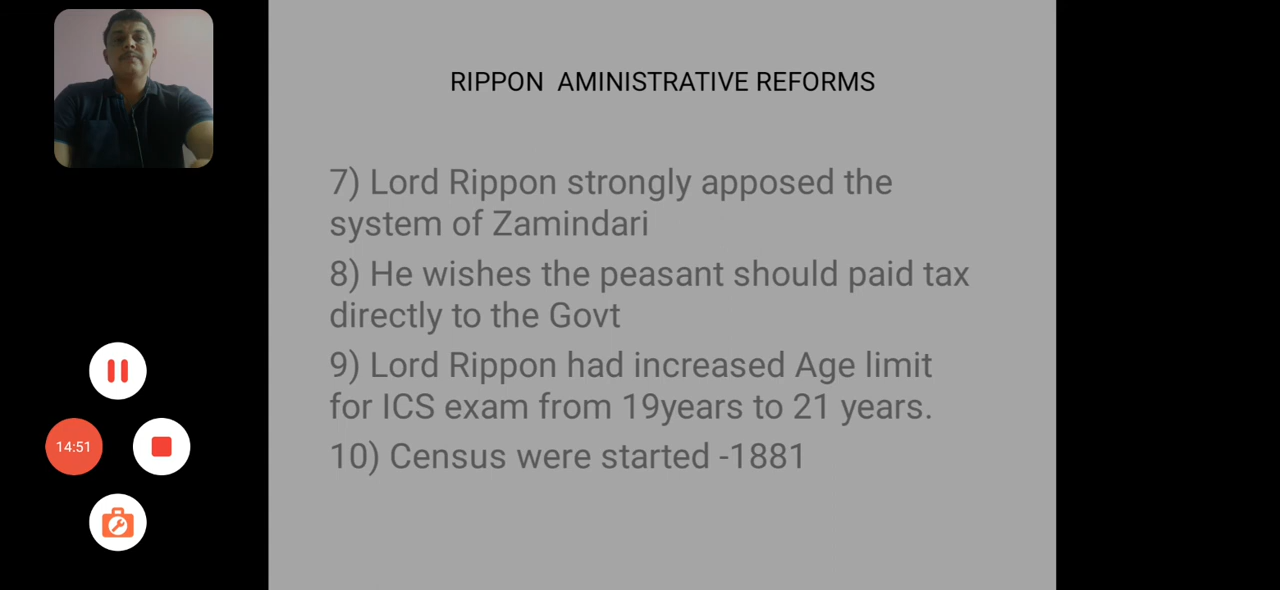 RIPPON AMINISTRATIVE REFORMS
7) Lord Rippon strongly apposed the
system of Zamindari
8) He wishes the peasant should paid tax
directly to the Govt
9) Lord Rippon had increased Age limit
for ICS exam from 19years to 21 years.
10) Census were started -1881
14:51